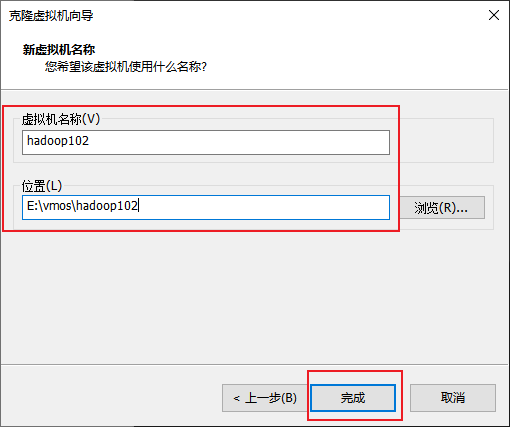 克隆虚拟机向导
新虚拟机名称
您希望该虚拟机使用什么名称?
虚拟机名称(V)
hadoop102
位置(L)
E:\vmos\hadoop102
浏览(R)...
< 上一步(B)
完成
取消